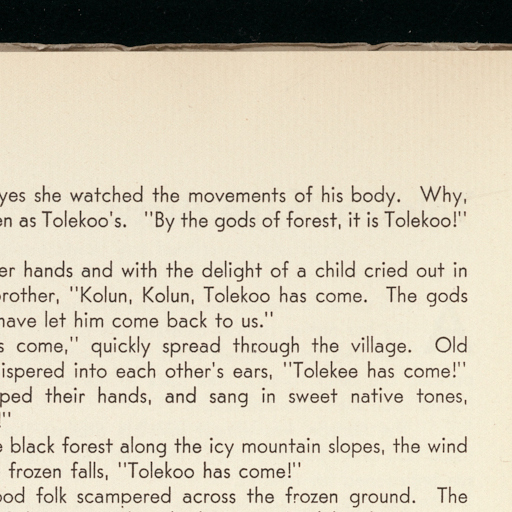 yes she watched the movements of his body. Why,
en as Tolekoo's. "By the gods of forest, it is Tolekoo!"
er hands and with the delight of a child cried out in
rother, "Kolun, Kolun, Tolekoo has come. The gods
have let him come back to us."
s come," quickly spread through the village. Old
ispered into each other's ears, "Tolekee has come!"
ped their hands, and sang in sweet native tones,
!"
e black forest along the icy mountain slopes, the wind
frozen falls, "Tolekoo has come!"
ood folk scampered across the frozen ground. The